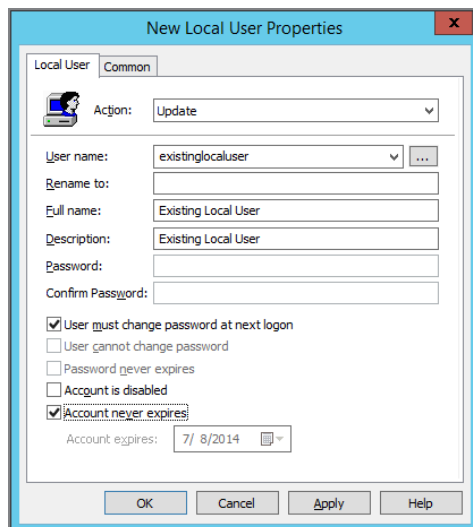 New Local User Properties
x
Local User Common
Action: Update
User name: existinglocaluser ...
Rename to:
Full name: Existing Local User
Description: Existing Local User
Password:
Confirm Password:
User must change password at next logon
User cannot change password
Password never expires
Account is disabled
Account never expires
Account expires: 7/ 8/2014
OK Cancel Apply Help